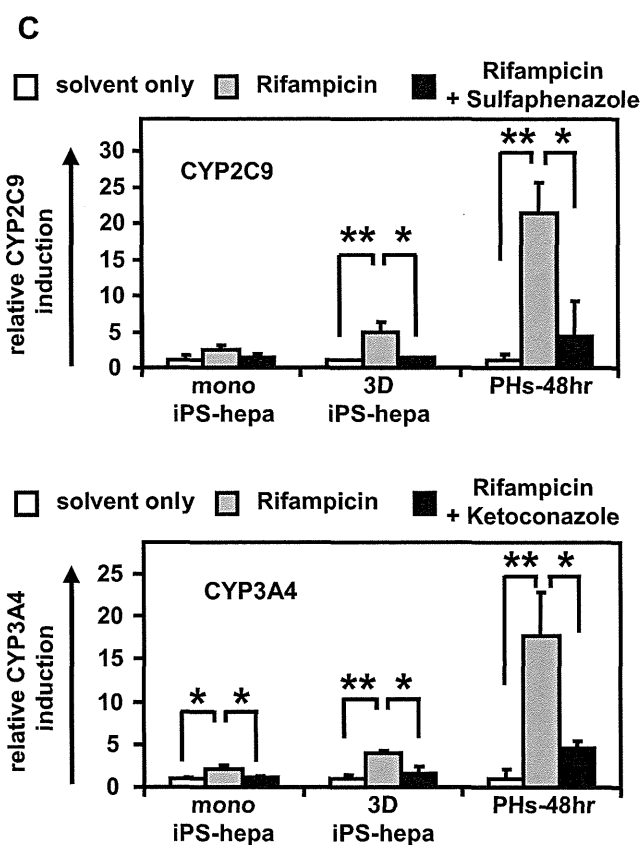 C
solvent only Rifampicin Rifampicin
+ Sulfaphenazole
relative CYP2C9
induction
30
25
20
15
10
5
0
CYP2C9
** *
** *
mono
iPS-hepa
3D
iPS-hepa
PHs-48hr
solvent only Rifampicin Rifampicin
+ Ketoconazole
relative CYP3A4
induction
25
20
15
10
5
0
CYP3A4
* *
** *
** *
mono
iPS-hepa
3D
iPS-hepa
PHs-48hr